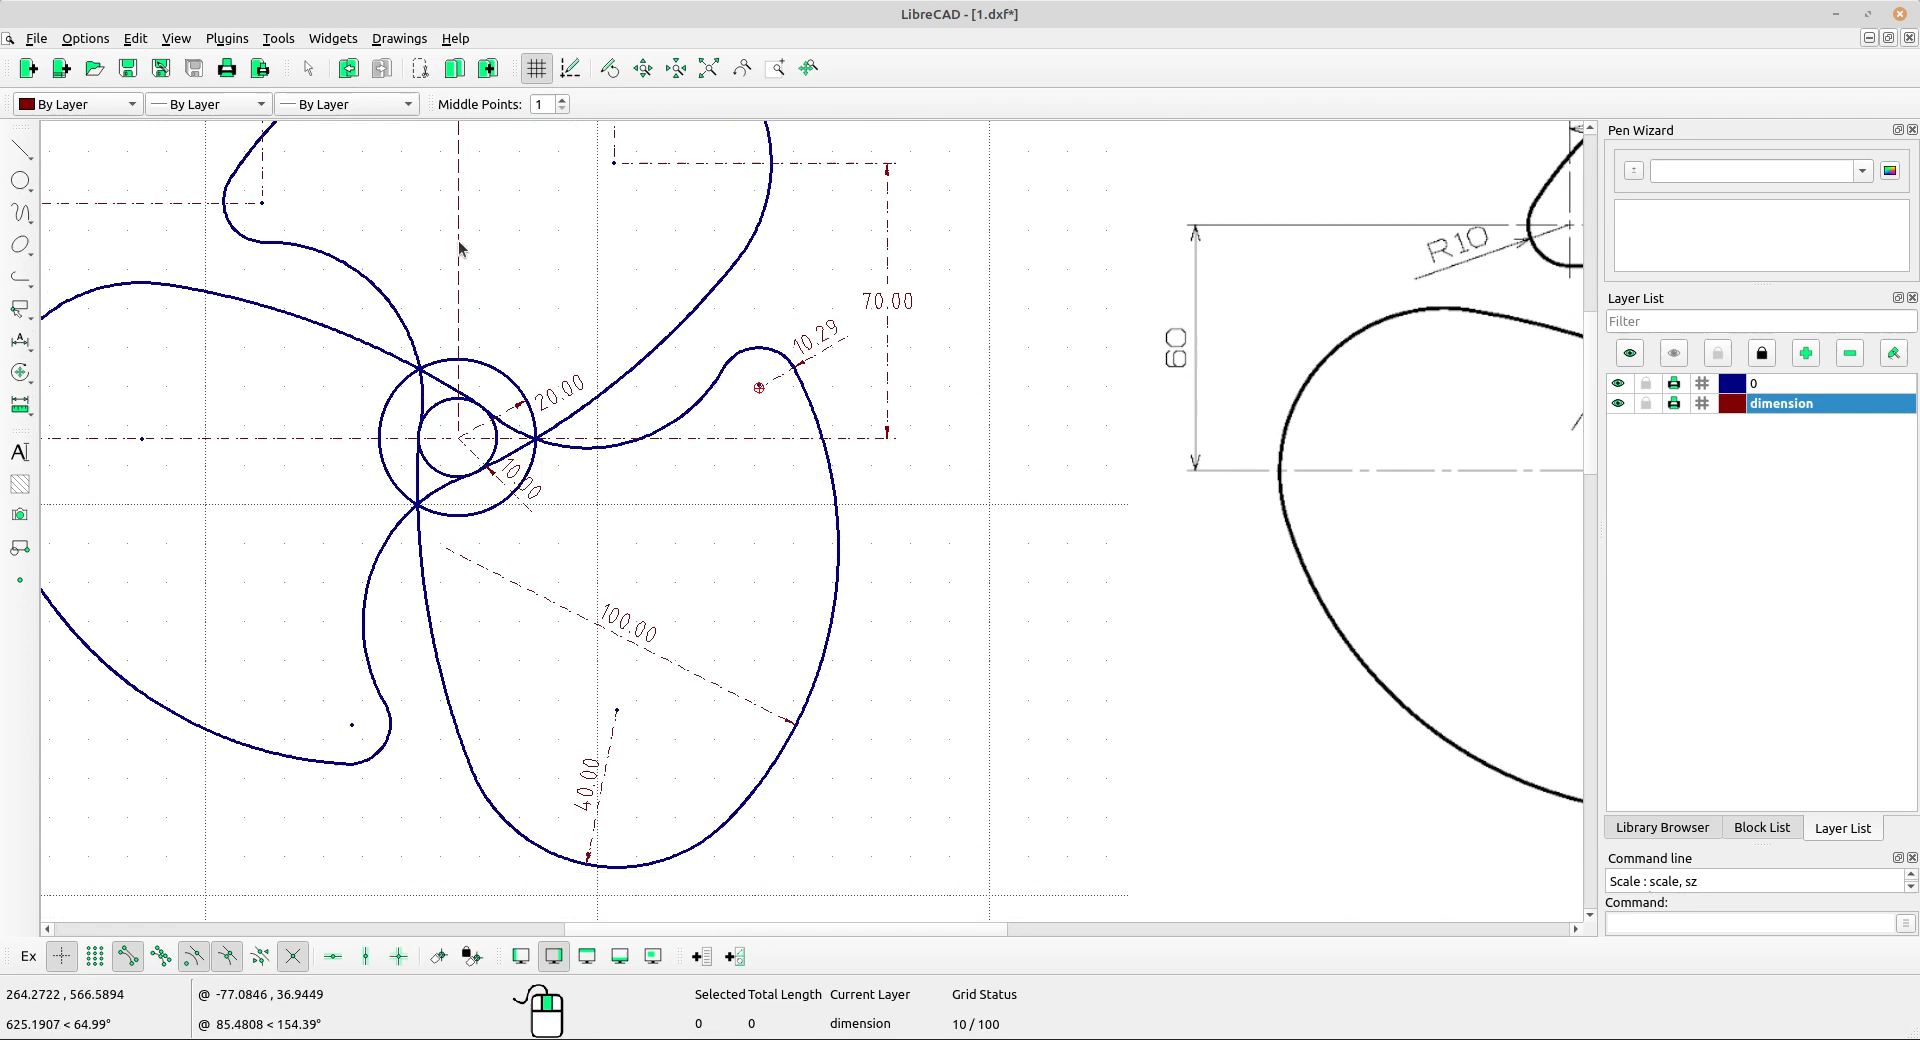 LibreCAD - [1.dxf*]
File Options Edit View Plugins Tools Widgets Drawings Help
By Layer By Layer By Layer Middle Points: 1
Pen Wizard
Layer List
Filter
0
dimension
Library Browser Block List Layer List
Command line
Scale : scale, sz
Command:
70.00
10.29
20.00
10.00
100.00
40.00
R10
60
Ex
264.2722 , 566.5894 @ -77.0846 , 36.9449 Selected Total Length Current Layer Grid Status
625.1907 < 64.99° @ 85.4808 < 154.39° 0 0 dimension 10 / 100